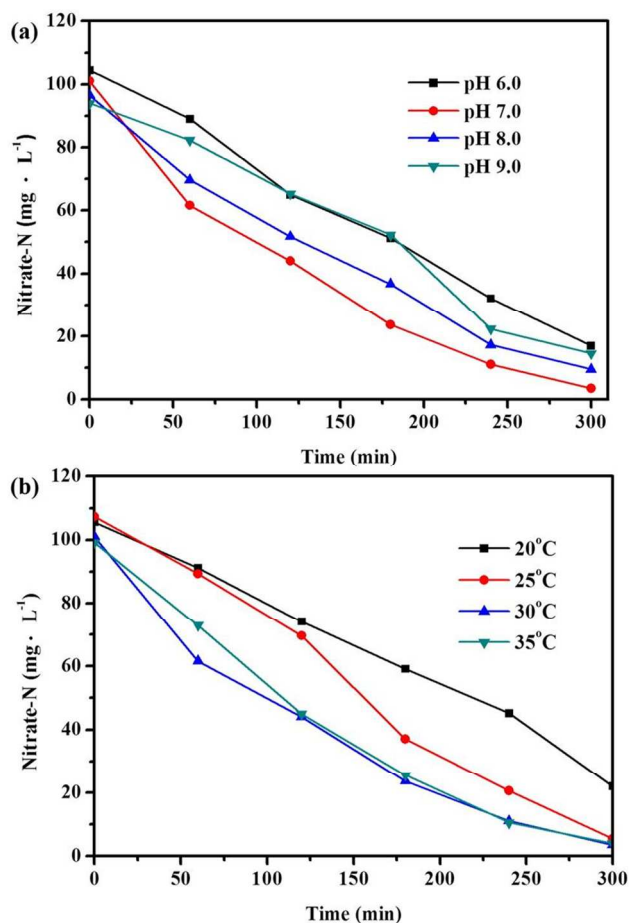 (a)
120
100
80
60
40
20
0
Nitrate-N (mg · L⁻¹)
pH 6.0
pH 7.0
pH 8.0
pH 9.0
0 50 100 150 200 250 300
Time (min)
(b)
120
100
80
60
40
20
0
Nitrate-N (mg · L⁻¹)
20°C
25°C
30°C
35°C
0 50 100 150 200 250 300
Time (min)